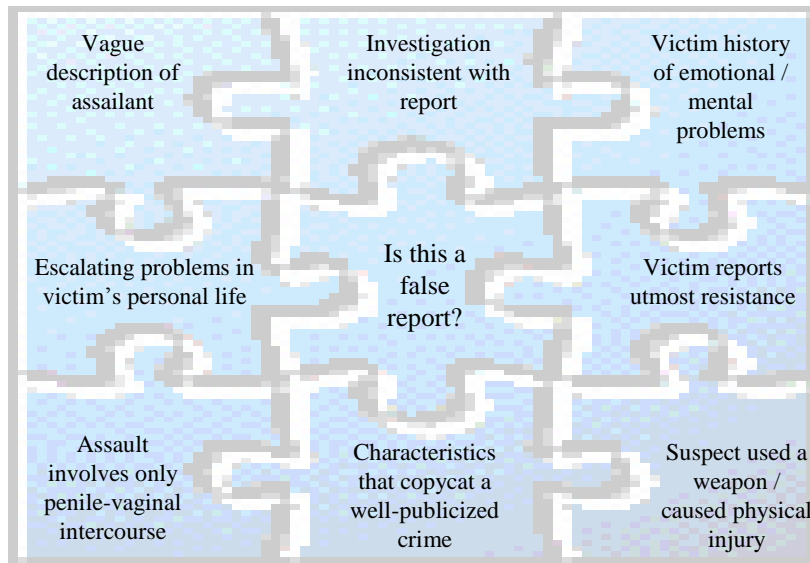 Vague
description of
assailant
Investigation
inconsistent with
report
Victim history
of emotional /
mental
problems
Escalating problems in
victim's personal life
Is this a
false
report?
Victim reports
utmost resistance
Assault
involves only
penile-vaginal
intercourse
Characteristics
that copycat a
well-publicized
crime
Suspect used a
weapon /
caused physical
injury